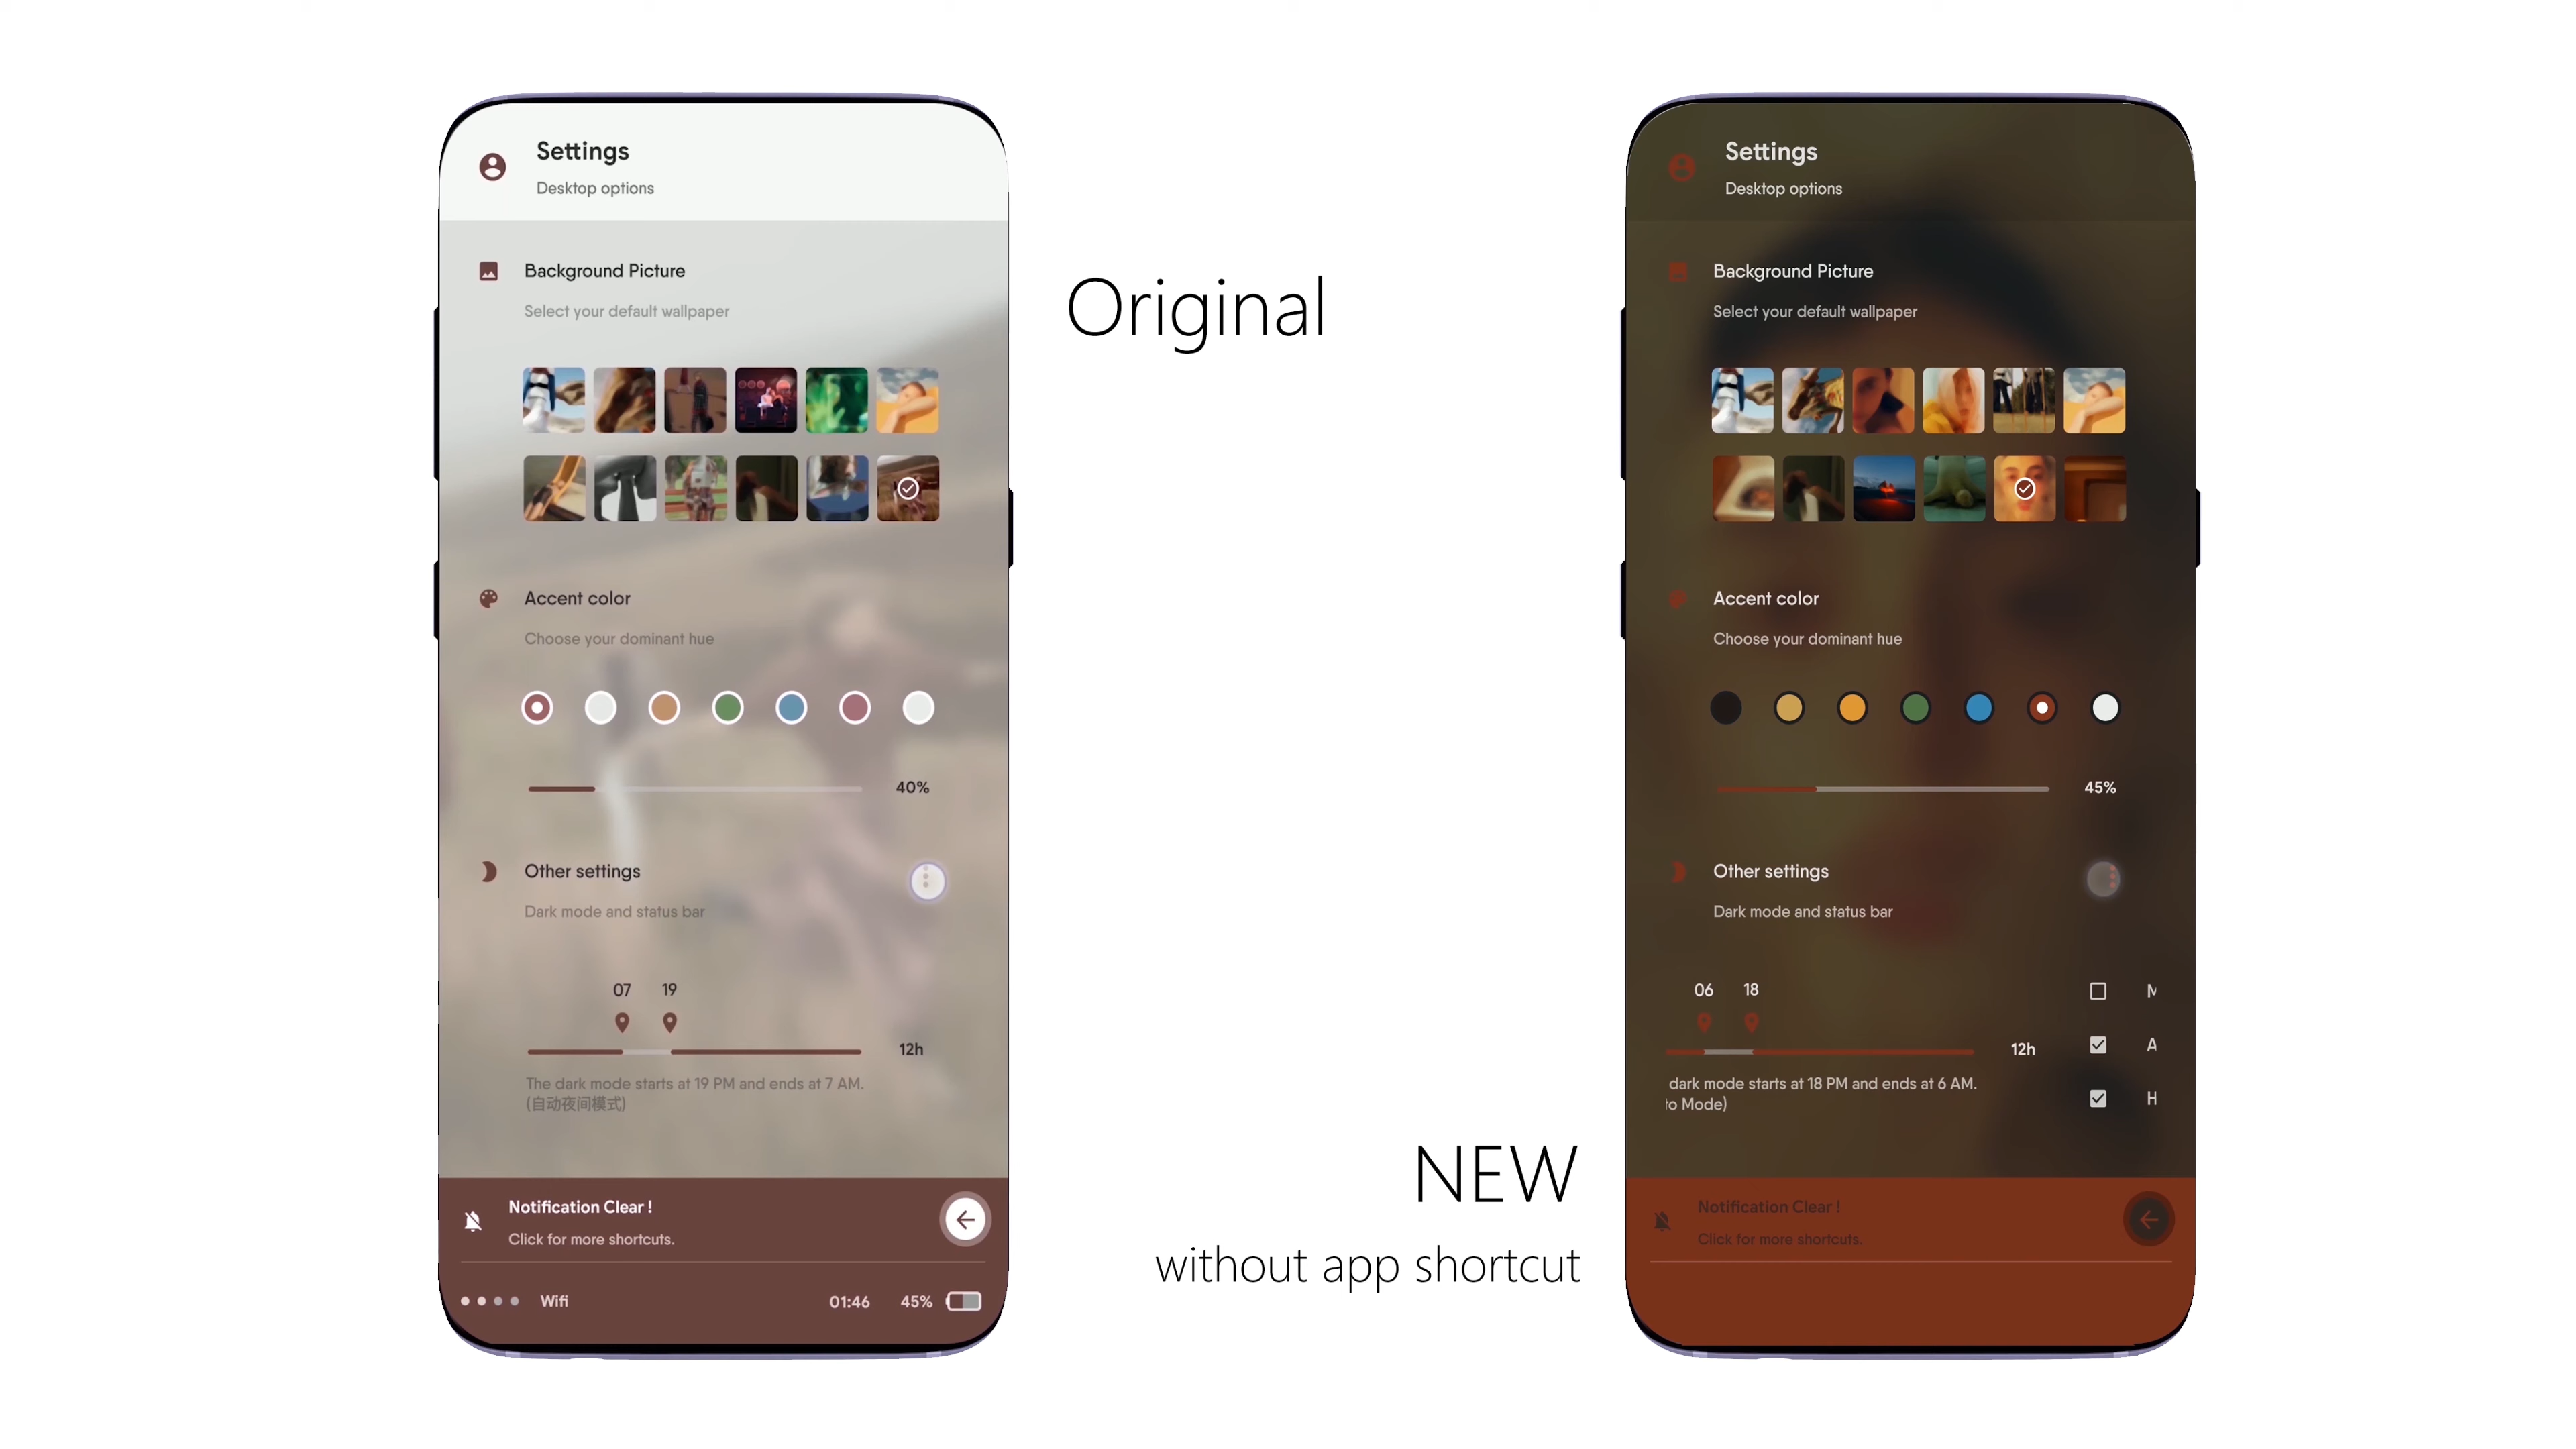 Settings
Desktop options
Background Picture
Select your default wallpaper
Accent color
Choose your dominant hue
40%
Other settings
Dark mode and status bar
07 19
12h
The dark mode starts at 19 PM and ends at 7 AM.
(自动夜间模式)
Notification Clear !
Click for more shortcuts.
Wifi 01:46 45%
Original
NEW
without app shortcut
Settings
Desktop options
Background Picture
Select your default wallpaper
Accent color
Choose your dominant hue
45%
Other settings
Dark mode and status bar
06 18
12h
dark mode starts at 18 PM and ends at 6 AM.
to Mode)
M
A
H
Notification Clear !
Click for more shortcuts.